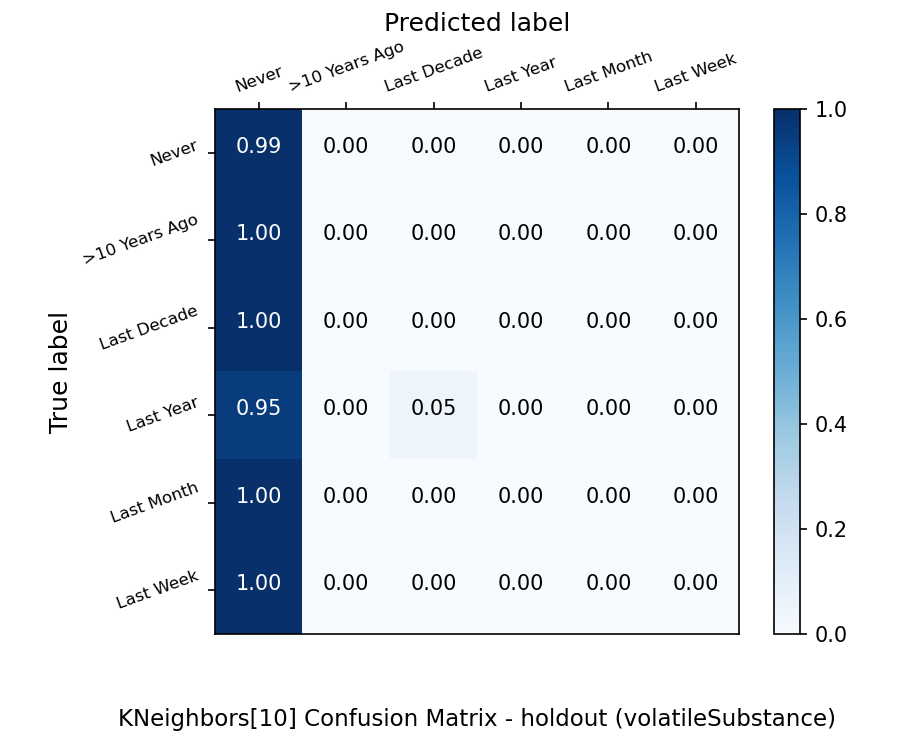 Predicted label
Never >10 Years Ago Last Decade Last Year Last Month Last Week
1.0
Never 0.99 0.00 0.00 0.00 0.00 0.00
0.8
>10 Years Ago 1.00 0.00 0.00 0.00 0.00 0.00
0.6
Last Decade 1.00 0.00 0.00 0.00 0.00 0.00
True label
Last Year 0.95 0.00 0.05 0.00 0.00 0.00
0.4
Last Month 1.00 0.00 0.00 0.00 0.00 0.00
0.2
Last Week 1.00 0.00 0.00 0.00 0.00 0.00
0.0
KNeighbors[10] Confusion Matrix - holdout (volatileSubstance)